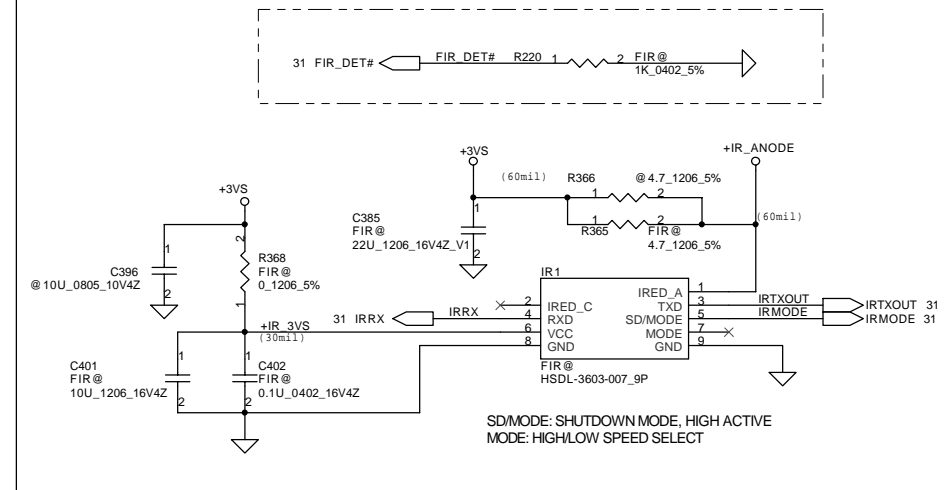 31 FIR_DET# FIR_DET# R220 1 2 FIR@
1K_0402_5%
+3VS
(60mil)
R366 @4.7_1206_5%
1 2
+IR_ANODE
(60mil)
R365 1 2 FIR@
4.7_1206_5%
C385
FIR@
22U_1206_16V4Z_V1
1
2
+3VS
C396
@10U_0805_10V4Z
1
2
2
R368
FIR@
0_1206_5%
1
+IR_3VS
(30mil)
C401
FIR@
10U_1206_16V4Z
1
2
C402
FIR@
0.1U_0402_16V4Z
1
2
IR1
31 IRRX IRRX
2 IRED_C
4 RXD
6 VCC
8 GND
IRED_A 1
TXD 3 IRTXOUT IRTXOUT 31
SD/MODE 5 IRMODE IRMODE 31
MODE 7
GND 9
FIR@
HSDL-3603-007_9P
SD/MODE: SHUTDOWN MODE, HIGH ACTIVE
MODE: HIGH/LOW SPEED SELECT